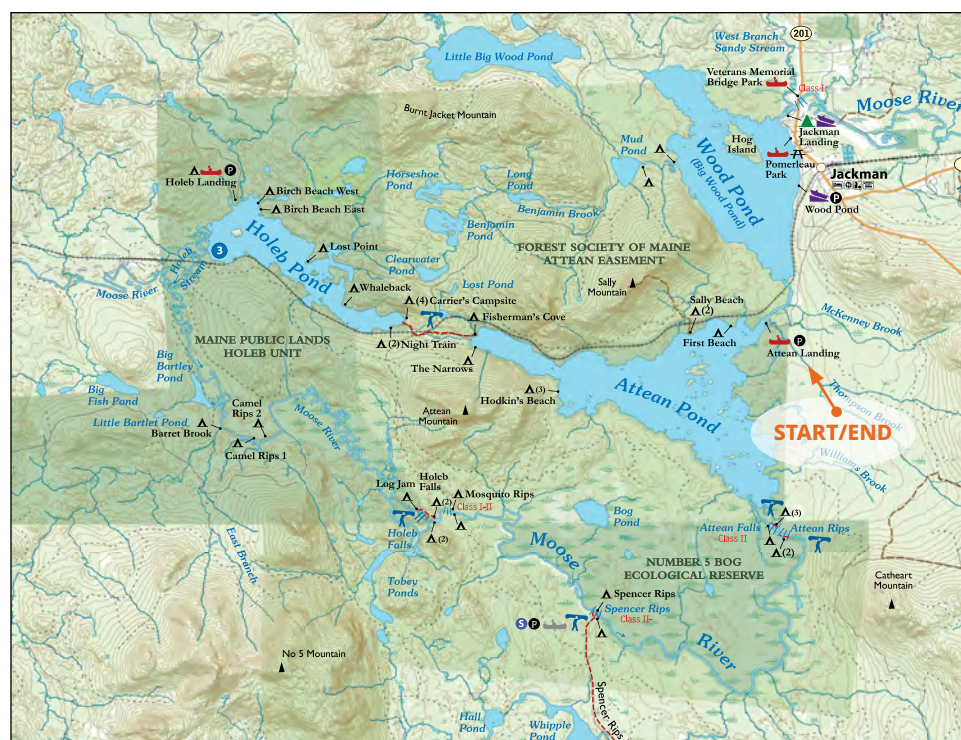 201
West Branch
Sandy Stream
Little Big Wood Pond
Veterans Memorial
Bridge Park
Class I
Moose River
Burnt Jacket Mountain
Jackman
Landing
Hog
Island
Mud
Pond
Wood Pond
(Big Wood Pond)
Pomerleau
Park
Jackman
P
Holeb Landing
Birch Beach West
Birch Beach East
Horseshoe
Pond
Long
Pond
Benjamin Brook
Benjamin
Pond
P
Wood Pond
3
Holeb Pond
Lost Point
Clearwater
Pond
FOREST SOCIETY OF MAINE
ATTEAN EASEMENT
Holeb
Stream
Moose River
Whaleback
Lost Pond
Sally
Mountain
(4) Carrier's Campsite
Sally Beach
(2)
McKenney Brook
Fisherman's Cove
First Beach
P
Attean Landing
MAINE PUBLIC LANDS
HOLEB UNIT
(2) Night Train
The Narrows
Big
Bartley
Pond
Attean Pond
(3)
Hodkin's Beach
Thompson Brook
Big
Fish Pond
Camel
Rips 2
Moose River
Attean
Mountain
START/END
Little Bartlet Pond
Barret Brook
Camel Rips 1
William's Brook
Log Jam
Holeb
Falls
(2)
Mosquito Rips
Class I-II
Bog
Pond
(3)
Attean Falls
Class II
Attean Rips
(2)
Holeb
Falls
(2)
Moose
East Branch
NUMBER 5 BOG
ECOLOGICAL RESERVE
Tobey
Ponds
Catheart
Mountain
Spencer Rips
Spencer Rips
Class II-
S P
River
No 5 Mountain
Spencer Rips
Hall
Pond
Whipple
Pond